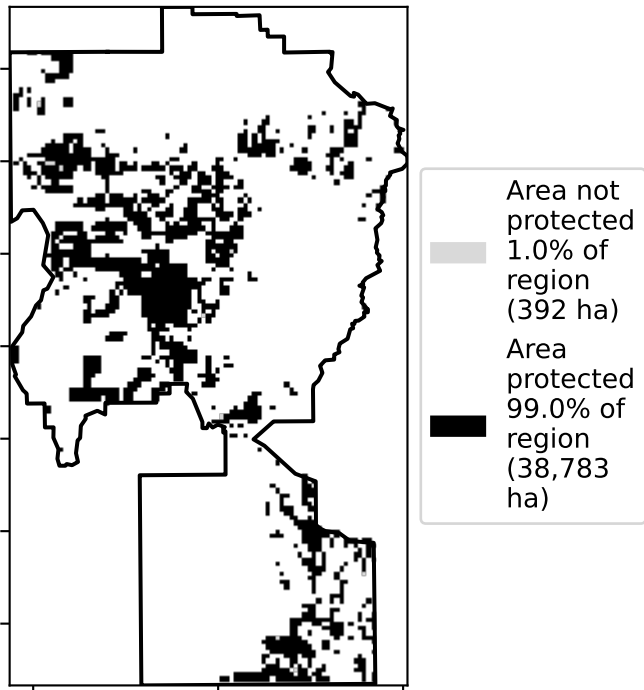 Area not
protected
1.0% of
region
(392 ha)
Area
protected
99.0% of
region
(38,783
ha)